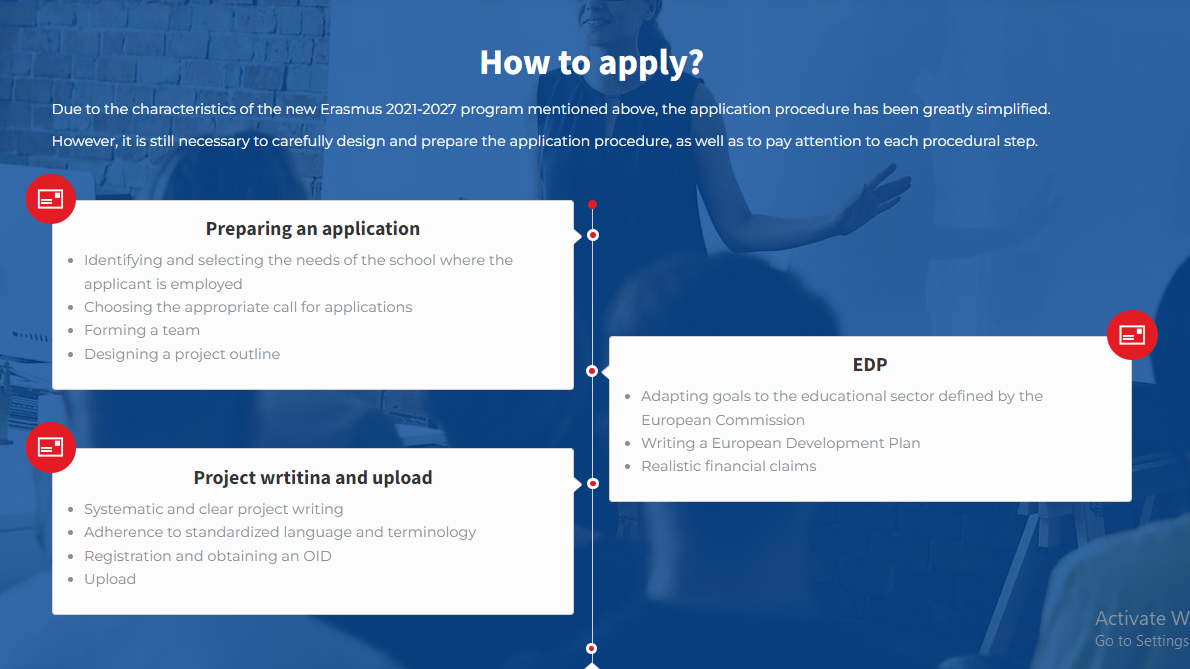 How to apply?
Due to the characteristics of the new Erasmus 2021-2027 program mentioned above, the application procedure has been greatly simplified.
However, it is still necessary to carefully design and prepare the application procedure, as well as to pay attention to each procedural step.
Preparing an application
Identifying and selecting the needs of the school where the
applicant is employed
Choosing the appropriate call for applications
Forming a team
Designing a project outline
EDP
Adapting goals to the educational sector defined by the
European Commission
Writing a European Development Plan
Realistic financial claims
Project wrtitina and upload
Systematic and clear project writing
Adherence to standardized language and terminology
Registration and obtaining an OID
Upload
Activate W
Go to Settings